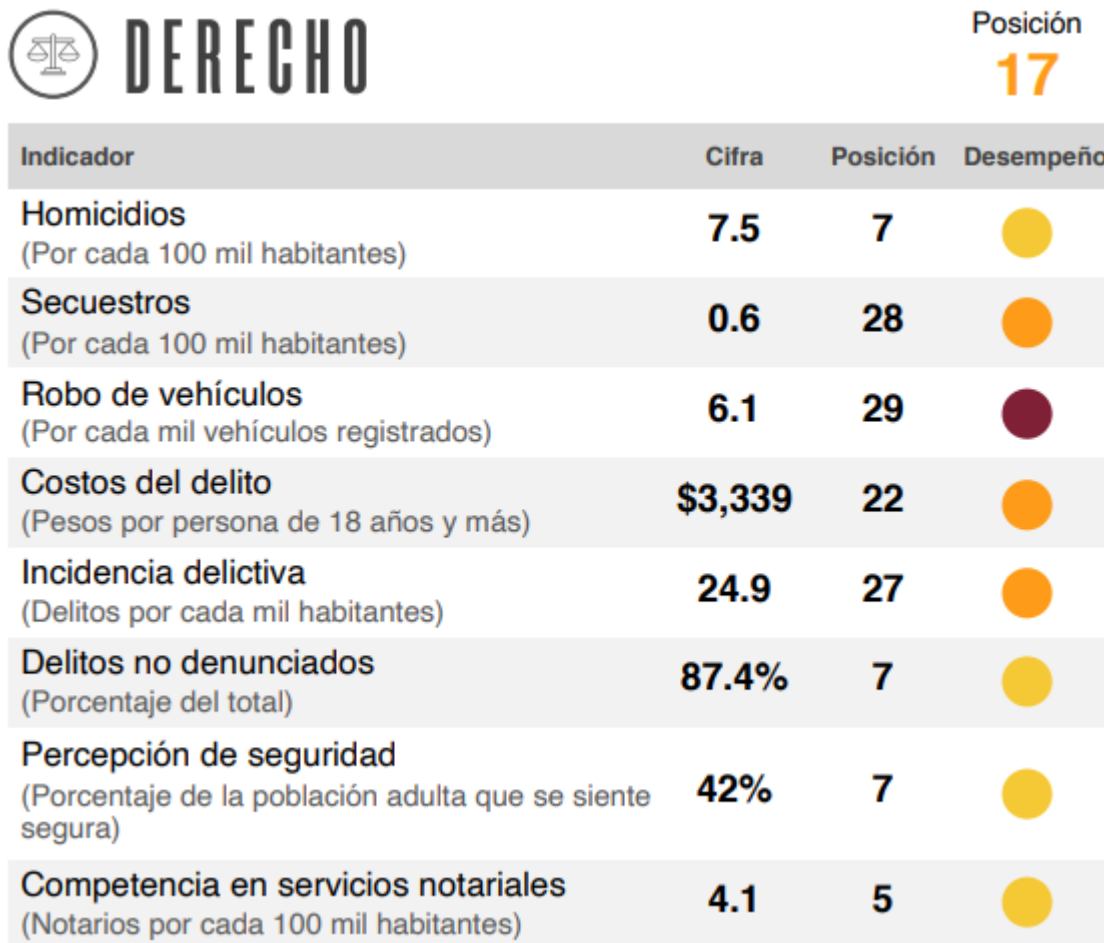 DERECHO
Posición
17
Indicador Cifra Posición Desempeño
Homicidios
(Por cada 100 mil habitantes) 7.5 7
Secuestros
(Por cada 100 mil habitantes) 0.6 28
Robo de vehículos
(Por cada mil vehículos registrados) 6.1 29
Costos del delito
(Pesos por persona de 18 años y más) $3,339 22
Incidencia delictiva
(Delitos por cada mil habitantes) 24.9 27
Delitos no denunciados
(Porcentaje del total) 87.4% 7
Percepción de seguridad
(Porcentaje de la población adulta que se siente 42% 7
segura)
Competencia en servicios notariales
(Notarios por cada 100 mil habitantes) 4.1 5